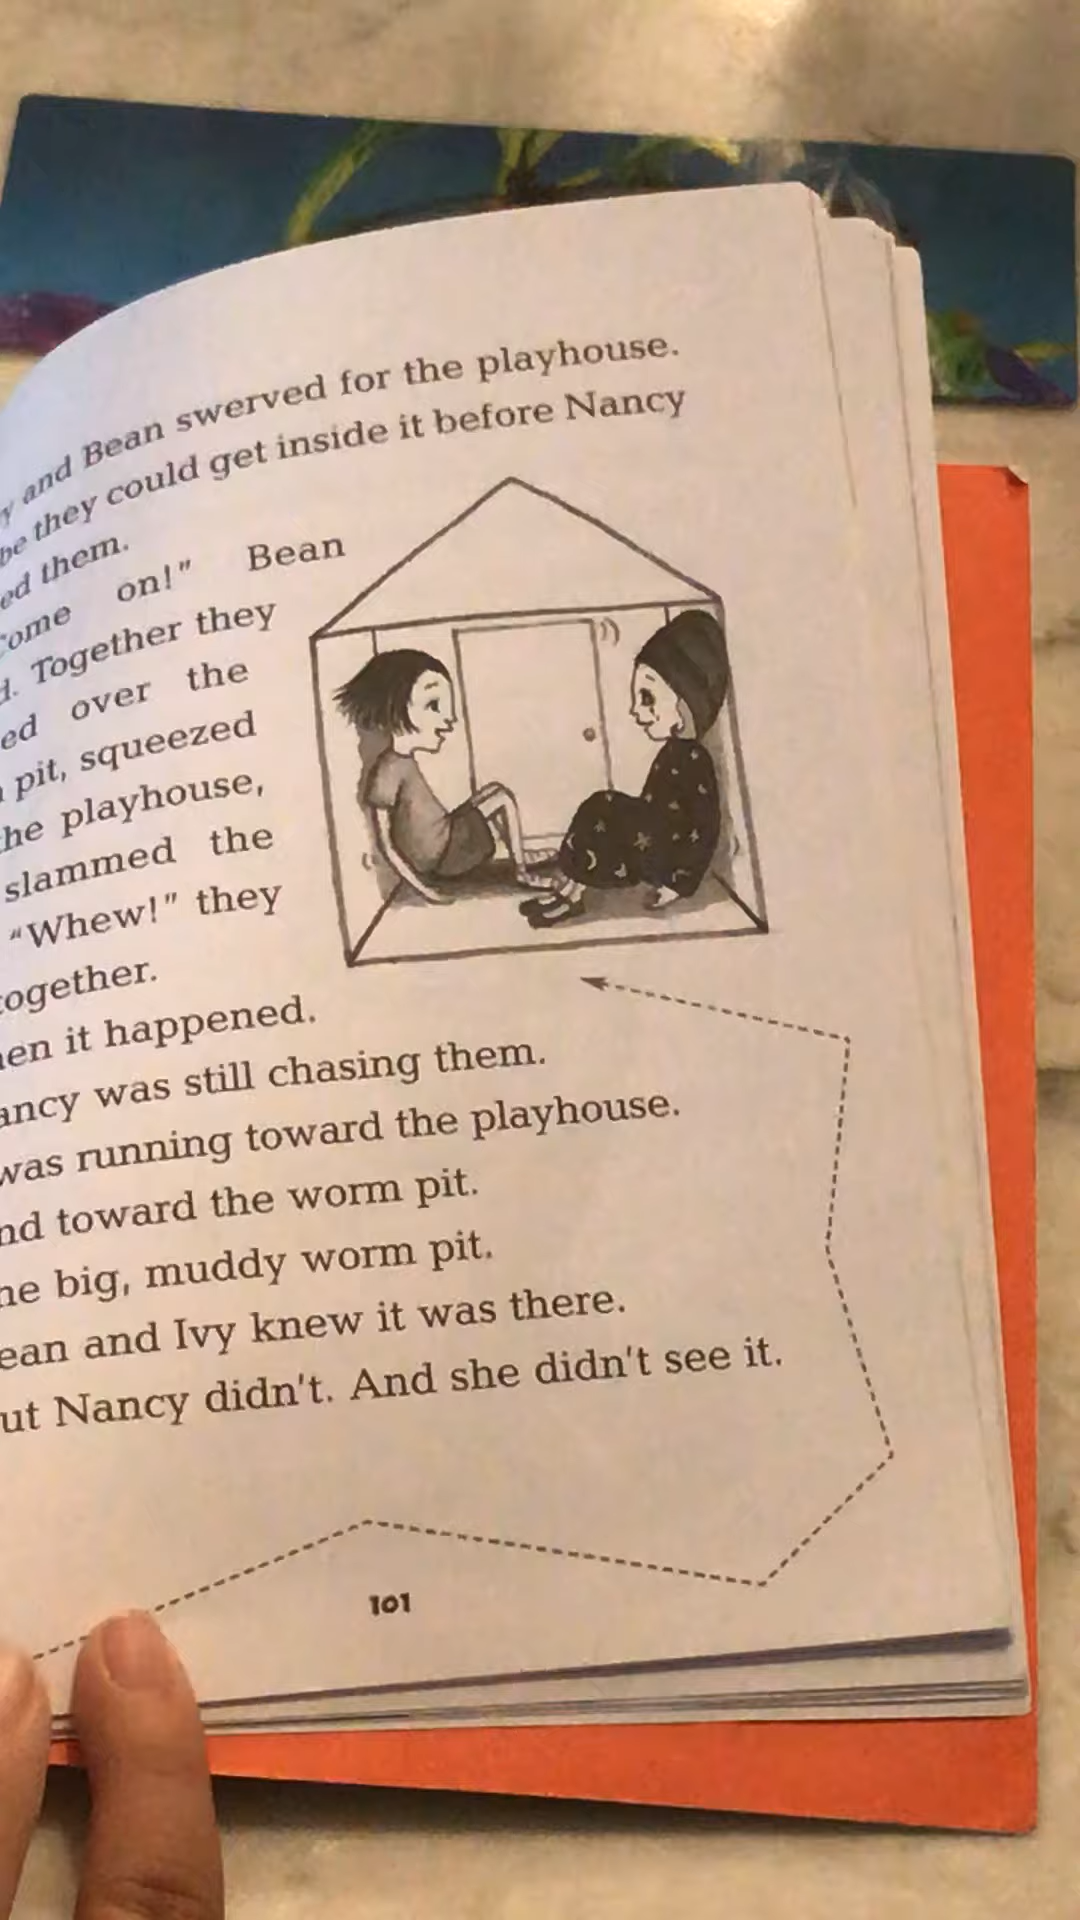 y and Bean swerved for the playhouse.
be they could get inside it before Nancy
ed them.
ome on!" Bean
d. Together they
ed over the
pit, squeezed
he playhouse,
slammed the
"Whew!" they
ogether.
en it happened.
ancy was still chasing them.
was running toward the playhouse.
nd toward the worm pit.
he big, muddy worm pit.
ean and Ivy knew it was there.
ut Nancy didn't. And she didn't see it.
101